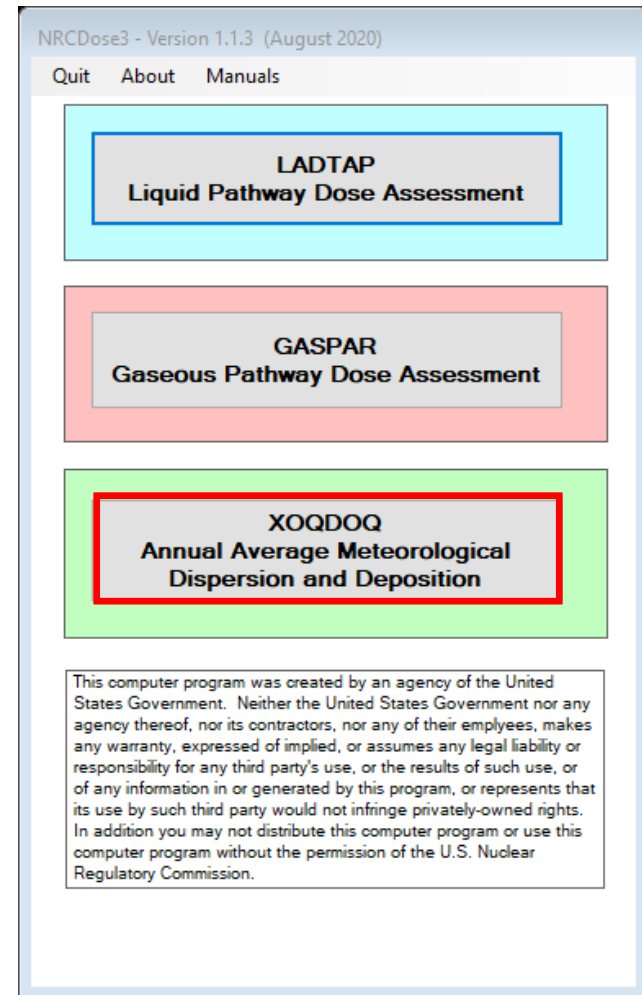 NRCDose3 - Version 1.1.3 (August 2020)
Quit About Manuals
LADTAP
Liquid Pathway Dose Assessment
GASPAR
Gaseous Pathway Dose Assessment
XOQDOQ
Annual Average Meteorological
Dispersion and Deposition
This computer program was created by an agency of the United
States Government. Neither the United States Government nor any
agency thereof, nor its contractors, nor any of their emplyees, makes
any warranty, expressed of implied, or assumes any legal liability or
responsibility for any third party's use, or the results of such use, or
of any information in or generated by this program, or represents that
its use by such third party would not infringe privately-owned rights.
In addition you may not distribute this computer program or use this
computer program without the permission of the U.S. Nuclear
Regulatory Commission.